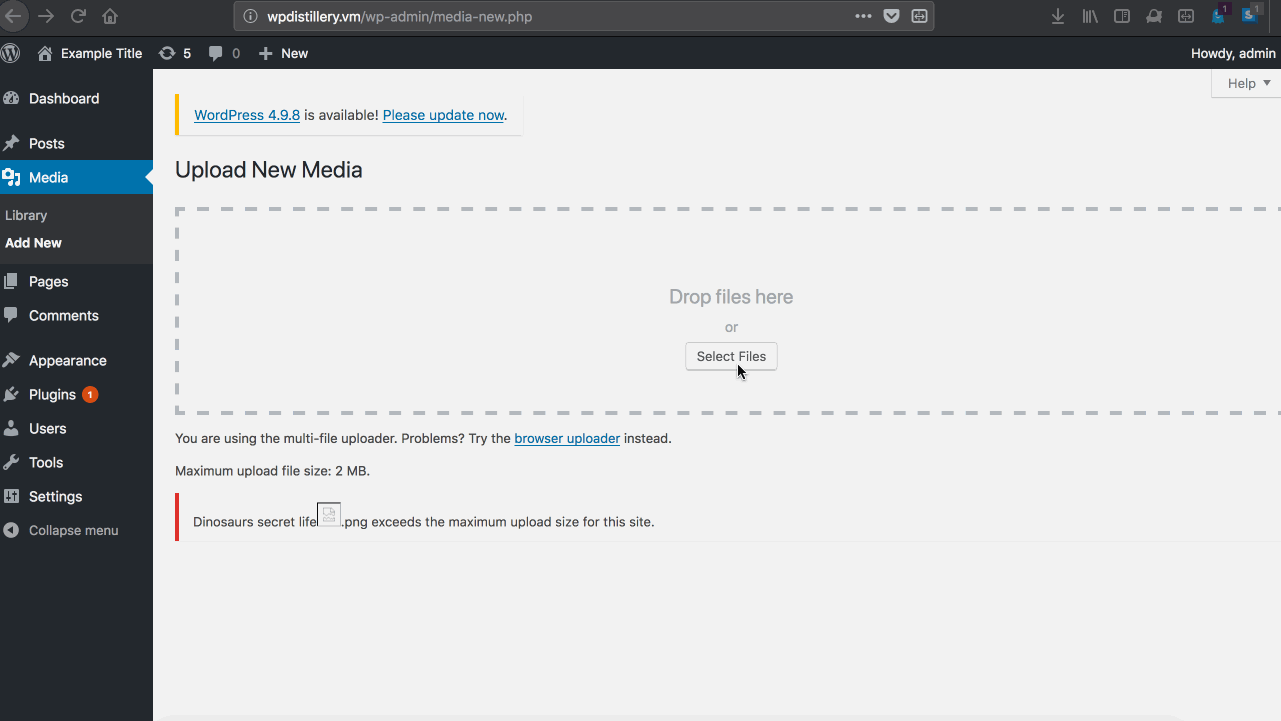 wpdistillery.vm/wp-admin/media-new.php
1
1
Example Title 5 0 New
Howdy, admin
Help
Dashboard
Posts
Media
Library
Add New
Pages
Comments
Appearance
Plugins 1
Users
Tools
Settings
Collapse menu
WordPress 4.9.8 is available! Please update now.
Upload New Media
Drop files here
or
Select Files
You are using the multi-file uploader. Problems? Try the browser uploader instead.
Maximum upload file size: 2 MB.
Dinosaurs secret life.png exceeds the maximum upload size for this site.